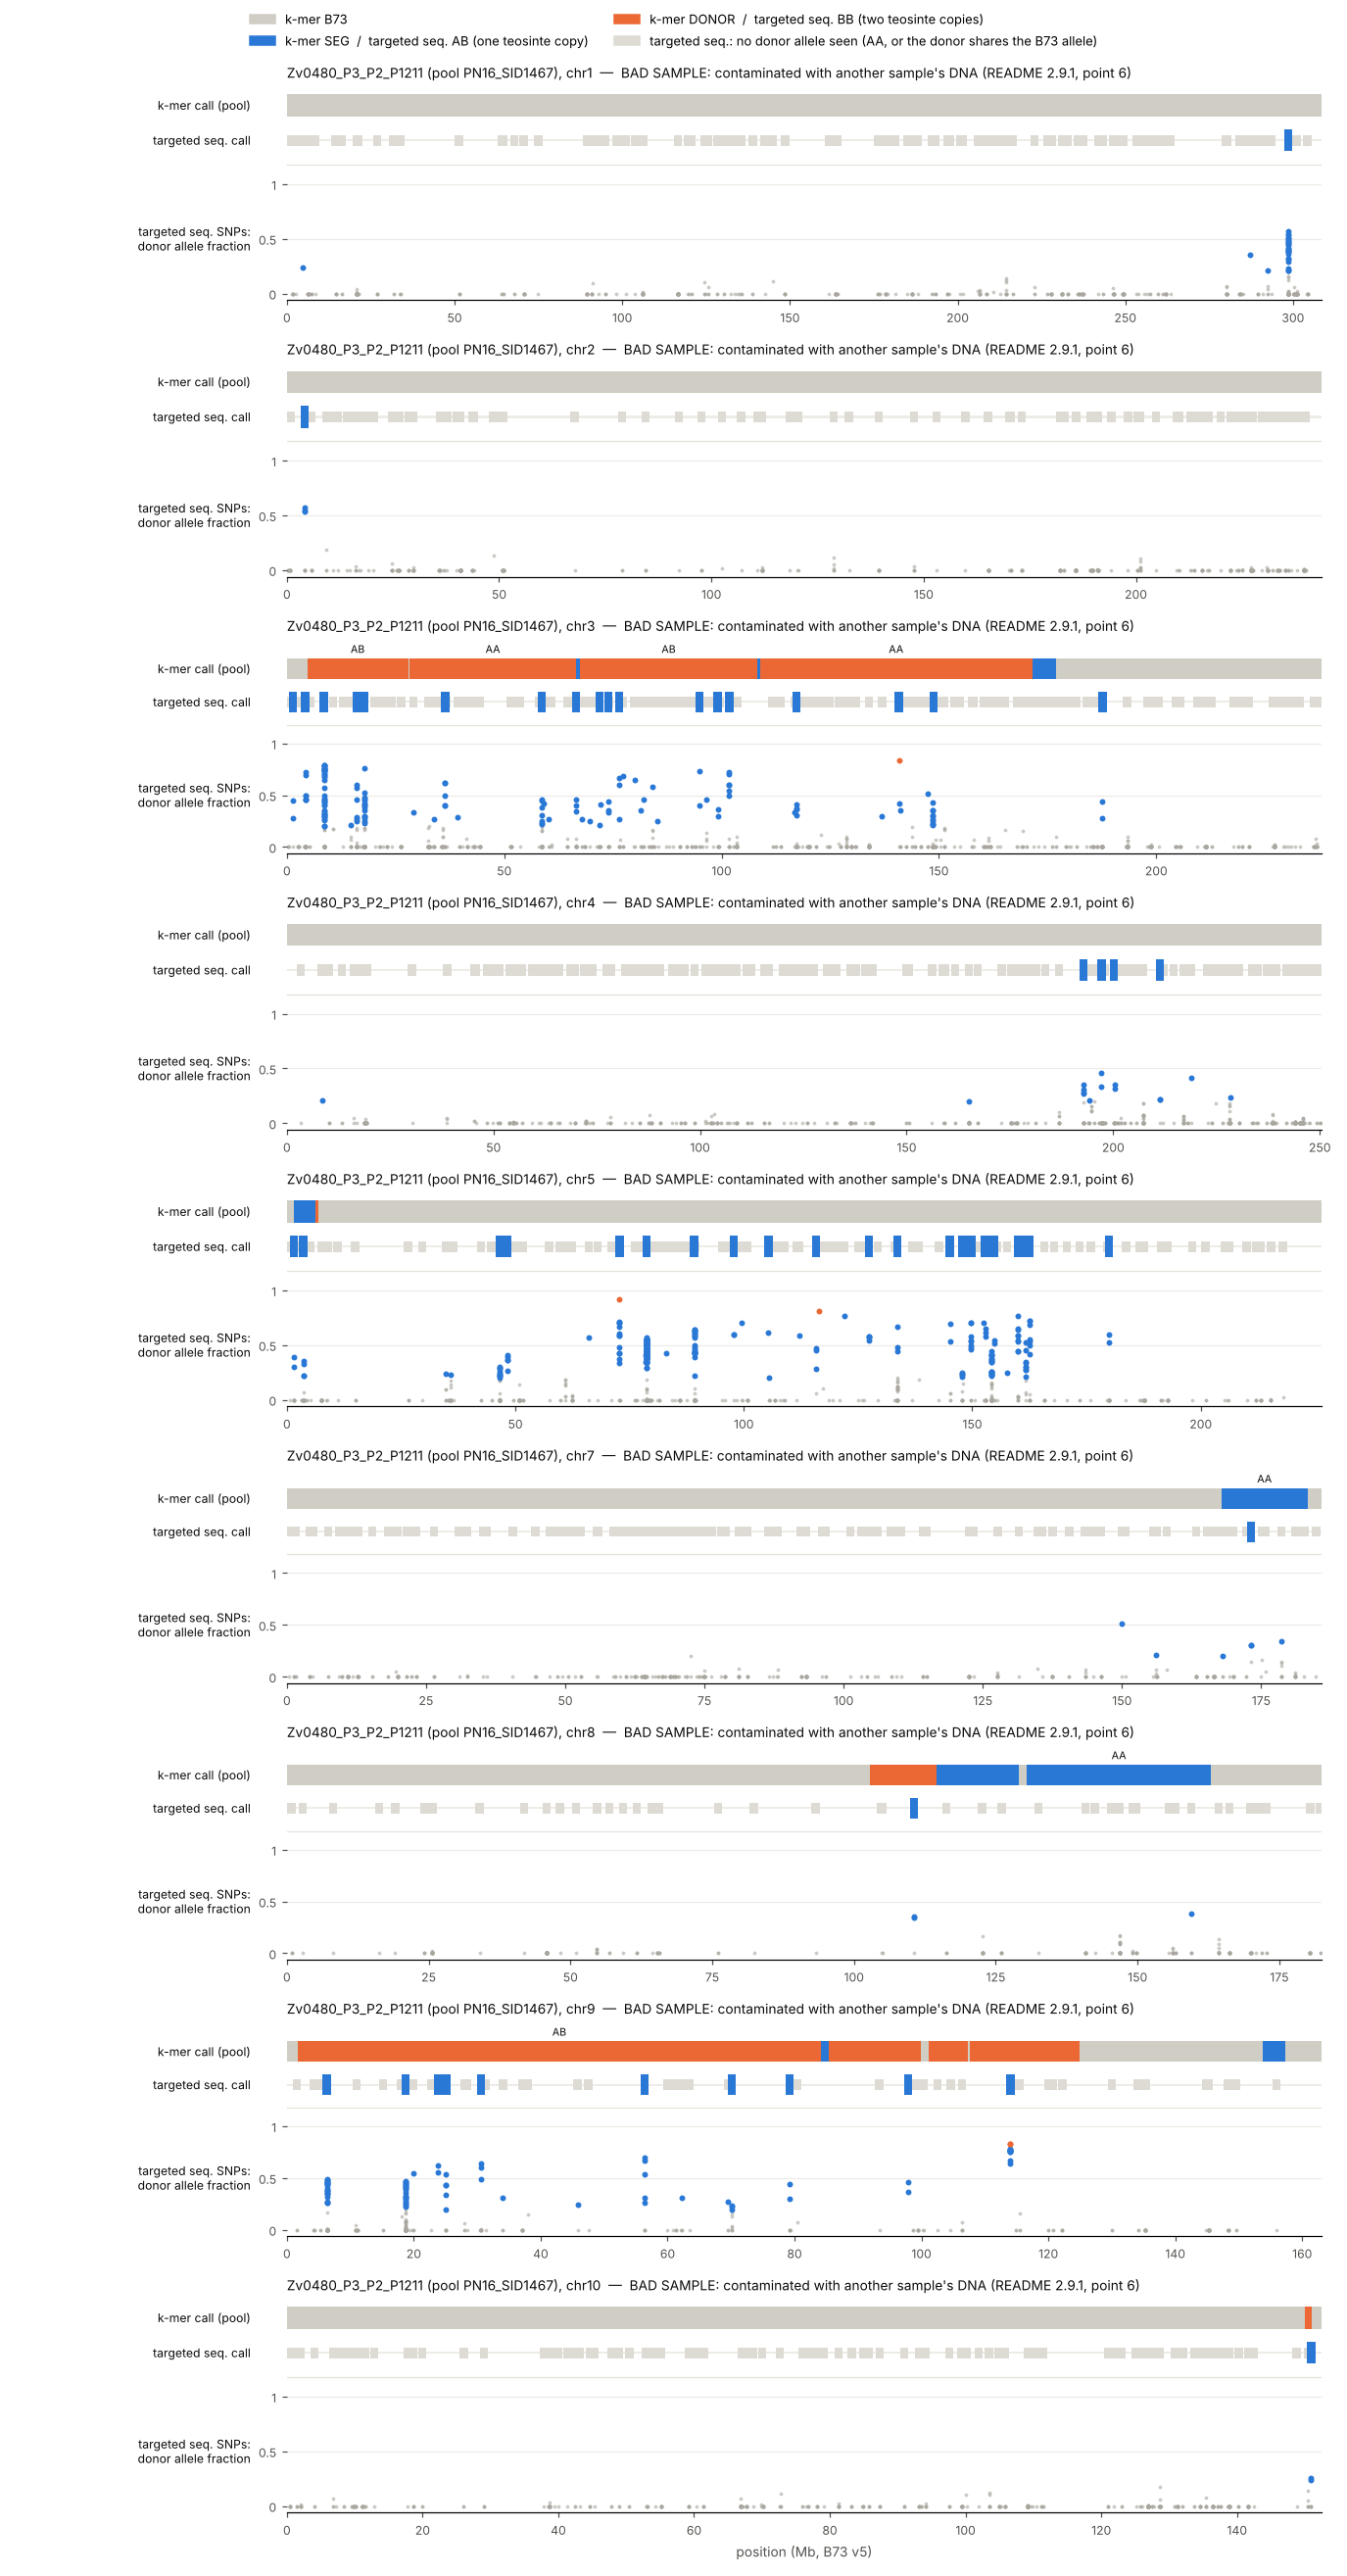 k-mer B73
k-mer DONOR / targeted seq. BB (two teosinte copies)
k-mer SEG / targeted seq. AB (one teosinte copy)
targeted seq.: no donor allele seen (AA, or the donor shares the B73 allele)
Zv0480_P3_P2_P1211 (pool PN16_SID1467), chr1 — BAD SAMPLE: contaminated with another sample's DNA (README 2.9.1, point 6)
k-mer call (pool)
targeted seq. call
1
targeted seq. SNPs:
donor allele fraction
0.5
0
0 50 100 150 200 250 300
Zv0480_P3_P2_P1211 (pool PN16_SID1467), chr2 — BAD SAMPLE: contaminated with another sample's DNA (README 2.9.1, point 6)
k-mer call (pool)
targeted seq. call
1
targeted seq. SNPs:
donor allele fraction
0.5
0
0 50 100 150 200
Zv0480_P3_P2_P1211 (pool PN16_SID1467), chr3 — BAD SAMPLE: contaminated with another sample's DNA (README 2.9.1, point 6)
AB AA AB AA
k-mer call (pool)
targeted seq. call
1
targeted seq. SNPs:
donor allele fraction
0.5
0
0 50 100 150 200
Zv0480_P3_P2_P1211 (pool PN16_SID1467), chr4 — BAD SAMPLE: contaminated with another sample's DNA (README 2.9.1, point 6)
k-mer call (pool)
targeted seq. call
1
targeted seq. SNPs:
donor allele fraction
0.5
0
0 50 100 150 200 250
Zv0480_P3_P2_P1211 (pool PN16_SID1467), chr5 — BAD SAMPLE: contaminated with another sample's DNA (README 2.9.1, point 6)
k-mer call (pool)
targeted seq. call
1
targeted seq. SNPs:
donor allele fraction
0.5
0
0 50 100 150 200
Zv0480_P3_P2_P1211 (pool PN16_SID1467), chr7 — BAD SAMPLE: contaminated with another sample's DNA (README 2.9.1, point 6)
AA
k-mer call (pool)
targeted seq. call
1
targeted seq. SNPs:
donor allele fraction
0.5
0
0 25 50 75 100 125 150 175
Zv0480_P3_P2_P1211 (pool PN16_SID1467), chr8 — BAD SAMPLE: contaminated with another sample's DNA (README 2.9.1, point 6)
AA
k-mer call (pool)
targeted seq. call
1
targeted seq. SNPs:
donor allele fraction
0.5
0
0 25 50 75 100 125 150 175
Zv0480_P3_P2_P1211 (pool PN16_SID1467), chr9 — BAD SAMPLE: contaminated with another sample's DNA (README 2.9.1, point 6)
AB
k-mer call (pool)
targeted seq. call
1
targeted seq. SNPs:
donor allele fraction
0.5
0
0 20 40 60 80 100 120 140 160
Zv0480_P3_P2_P1211 (pool PN16_SID1467), chr10 — BAD SAMPLE: contaminated with another sample's DNA (README 2.9.1, point 6)
k-mer call (pool)
targeted seq. call
1
targeted seq. SNPs:
donor allele fraction
0.5
0
0 20 40 60 80 100 120 140
position (Mb, B73 v5)